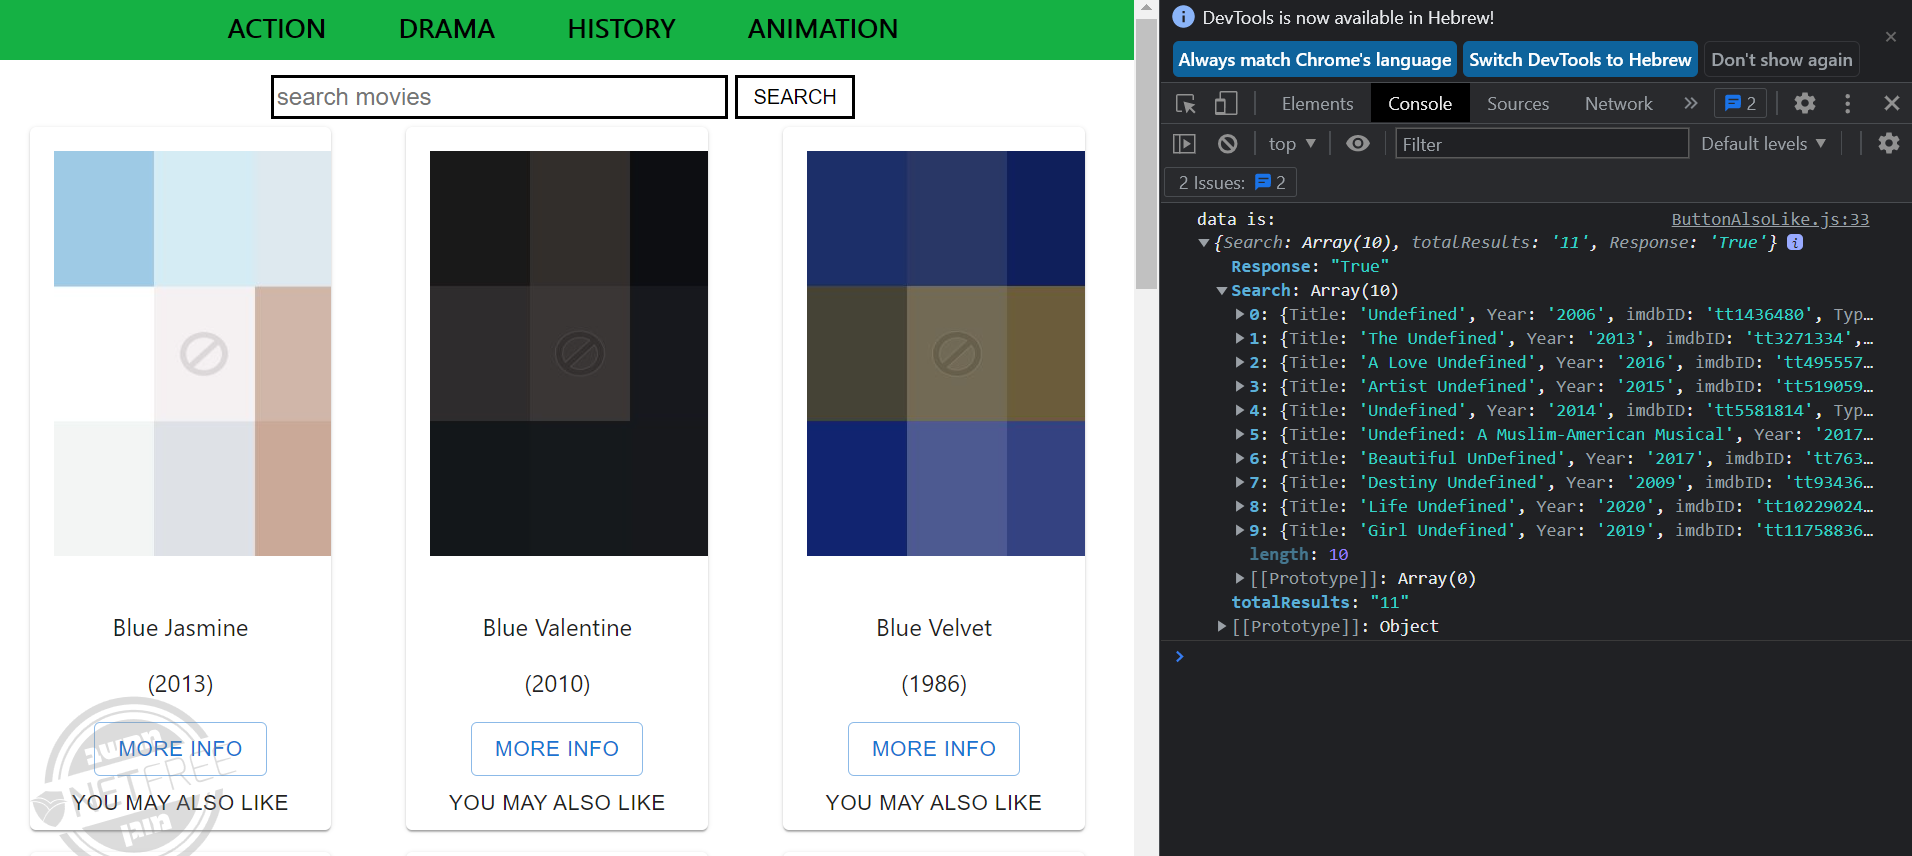 ACTION DRAMA HISTORY ANIMATION
search movies SEARCH
Blue Jasmine
(2013)
MORE INFO
YOU MAY ALSO LIKE
Blue Valentine
(2010)
MORE INFO
YOU MAY ALSO LIKE
Blue Velvet
(1986)
MORE INFO
YOU MAY ALSO LIKE
NETFREE
DevTools is now available in Hebrew!
Always match Chrome's language Switch DevTools to Hebrew Don't show again
Elements Console Sources Network » 2
top ▼ Filter Default levels ▼
2 Issues: 2
data is: ButtonAlsoLike.js:33
▼{Search: Array(10), totalResults: '11', Response: 'True'} i
Response: "True"
▼Search: Array(10)
▶0: {Title: 'Undefined', Year: '2006', imdbID: 'tt1436480', Typ…
▶1: {Title: 'The Undefined', Year: '2013', imdbID: 'tt3271334',…
▶2: {Title: 'A Love Undefined', Year: '2016', imdbID: 'tt495557…
▶3: {Title: 'Artist Undefined', Year: '2015', imdbID: 'tt519059…
▶4: {Title: 'Undefined', Year: '2014', imdbID: 'tt5581814', Typ…
▶5: {Title: 'Undefined: A Muslim-American Musical', Year: '2017…
▶6: {Title: 'Beautiful UnDefined', Year: '2017', imdbID: 'tt763…
▶7: {Title: 'Destiny Undefined', Year: '2009', imdbID: 'tt93436…
▶8: {Title: 'Life Undefined', Year: '2020', imdbID: 'tt10229024…
▶9: {Title: 'Girl Undefined', Year: '2019', imdbID: 'tt11758836…
length: 10
▶[[Prototype]]: Array(0)
totalResults: "11"
▶[[Prototype]]: Object